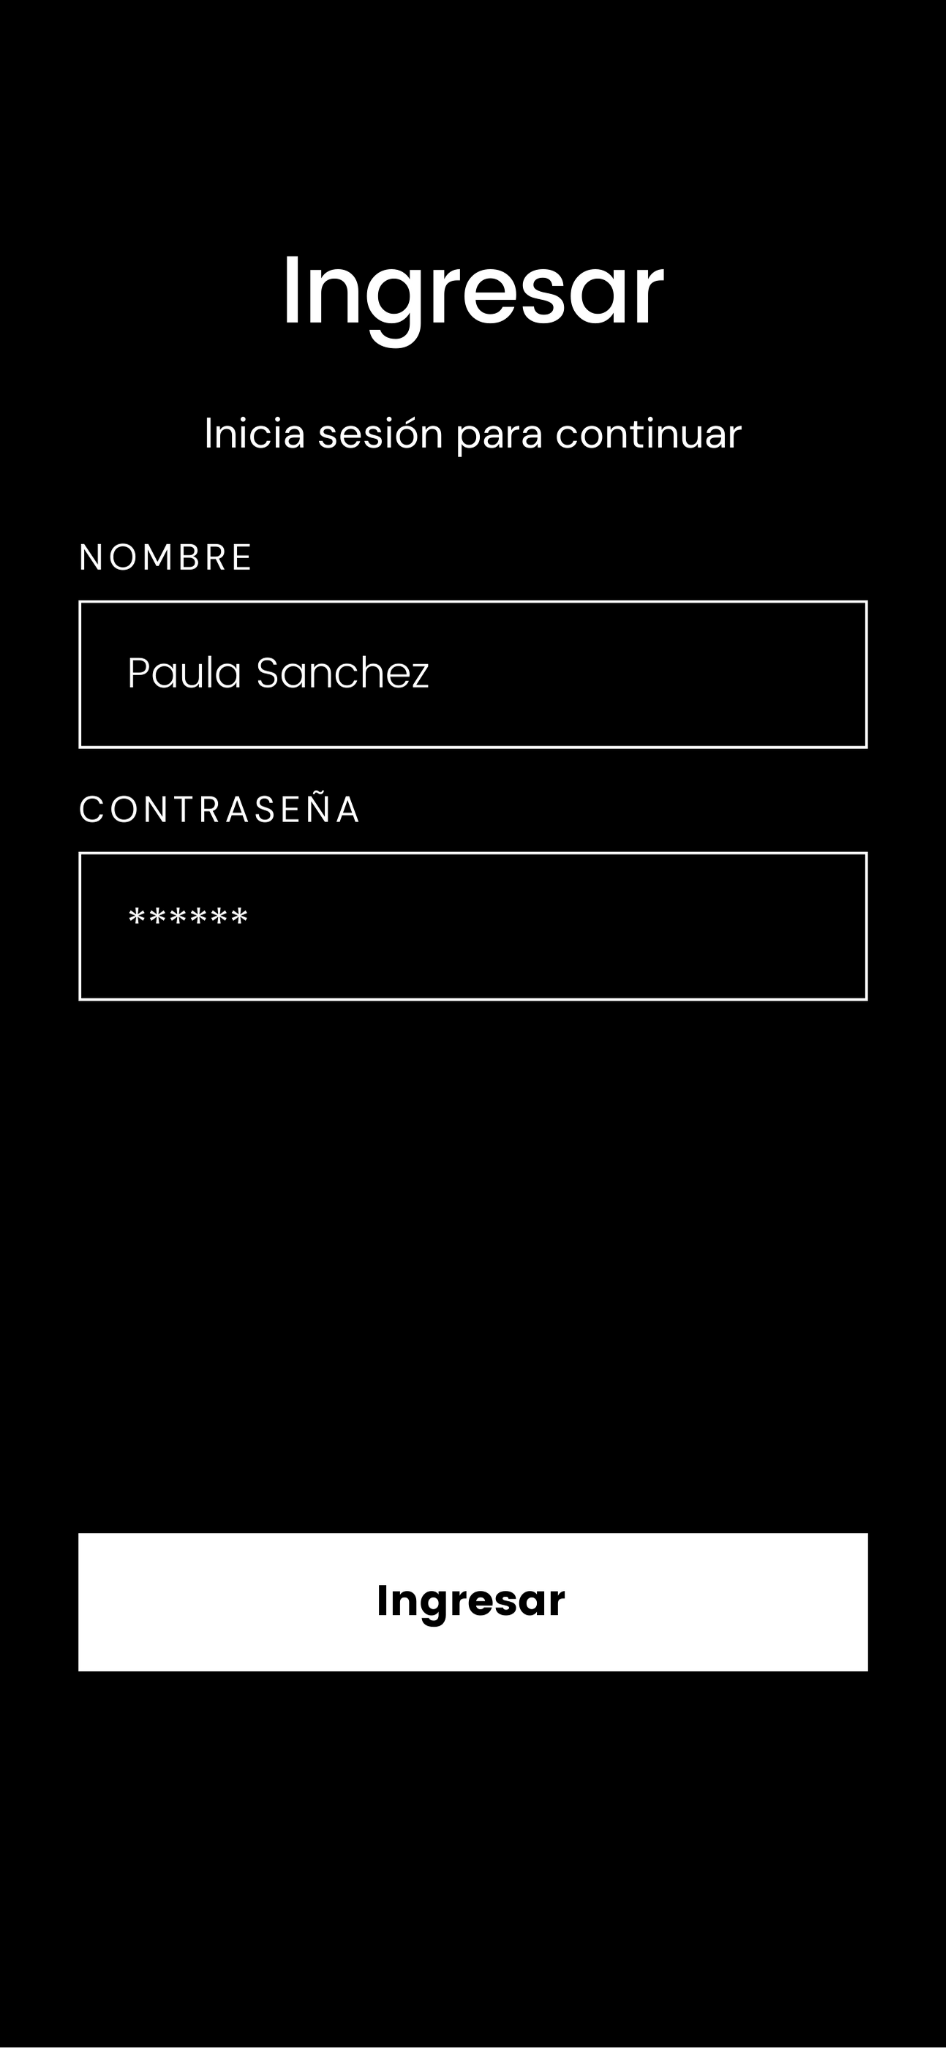 Ingresar
Inicia sesión para continuar
NOMBRE
Paula Sanchez
CONTRASEÑA
******
Ingresar